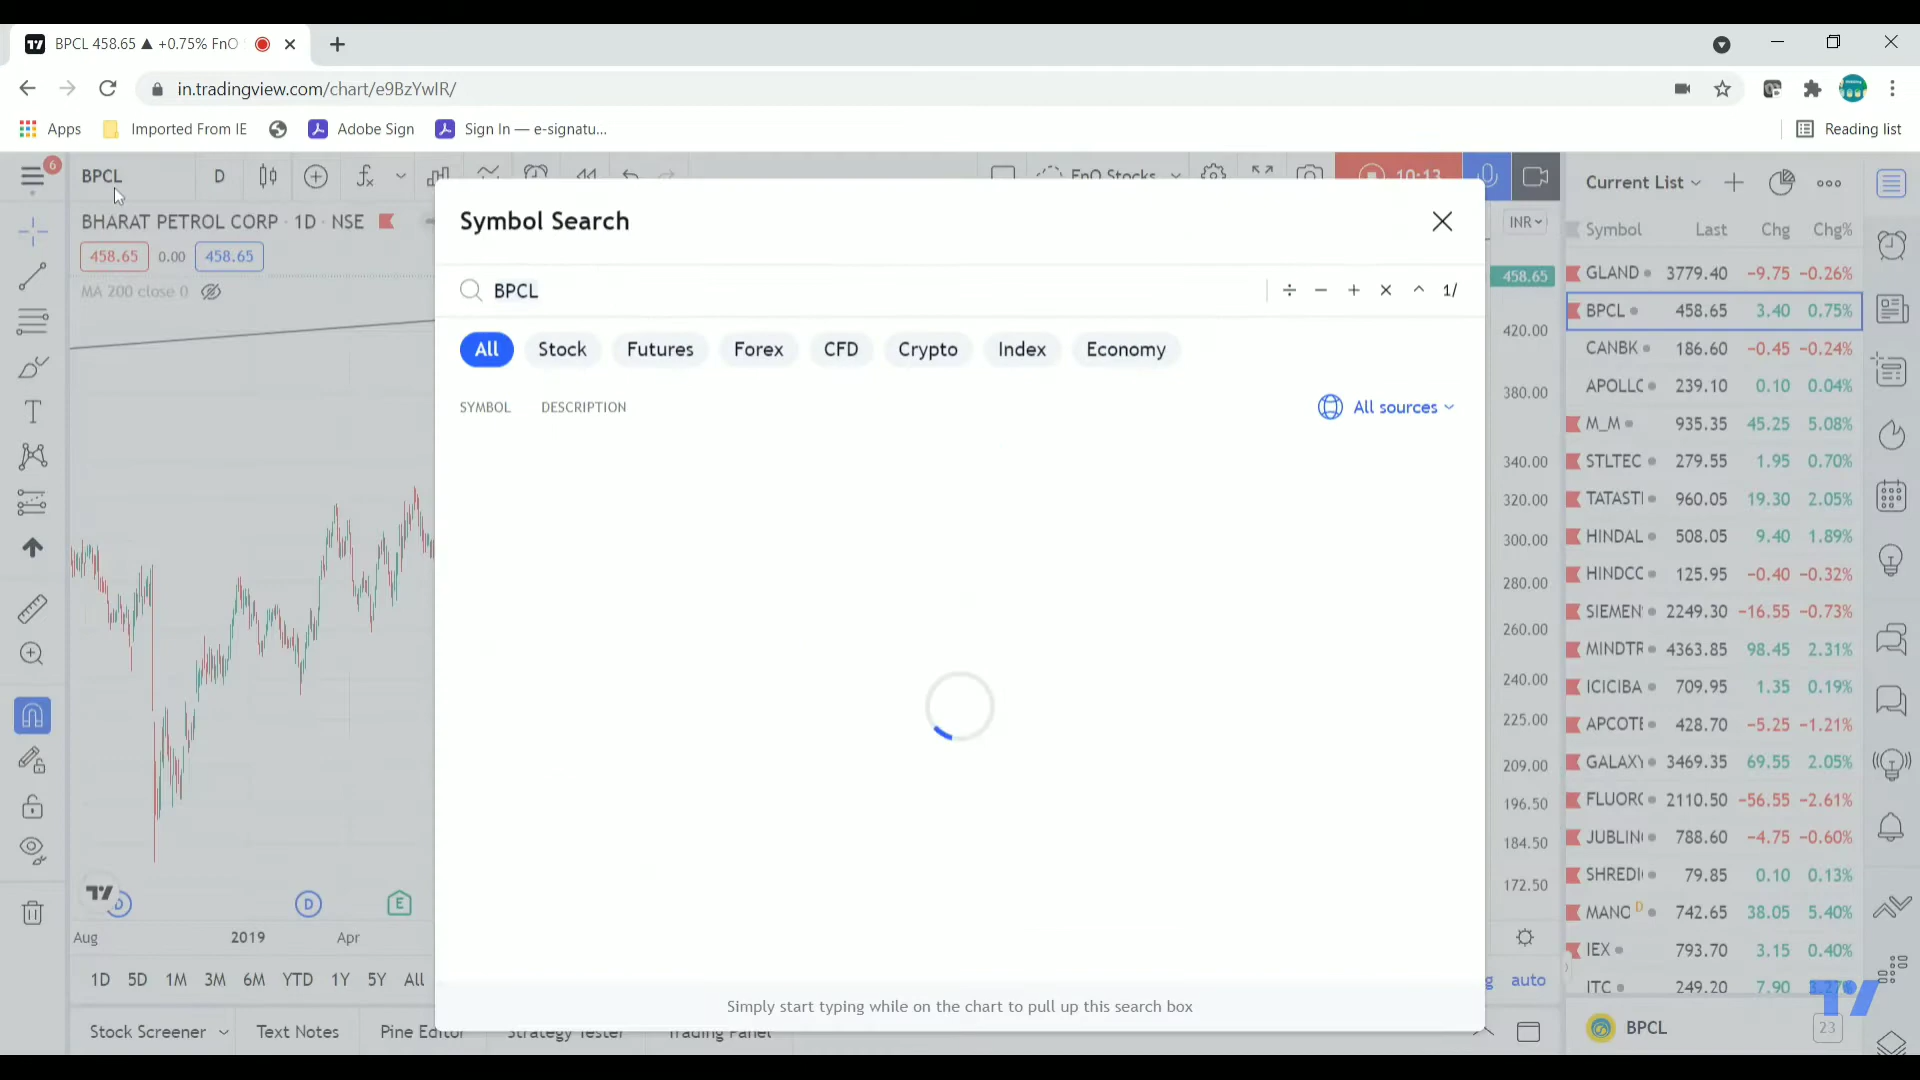 BPCL 458.65 ▲ +0.75% FnO
in.tradingview.com/chart/e9BzYwIR/
Apps Imported From IE Adobe Sign Sign In — e-signatu... Reading list
6
BPCL D FnO Stocks 10:13
BHARAT PETROL CORP · 1D · NSE
458.65 0.00 458.65
MA 200 close 0
Symbol Search
BPCL ÷ − + × ^ 1/
All Stock Futures Forex CFD Crypto Index Economy
SYMBOL DESCRIPTION All sources
Simply start typing while on the chart to pull up this search box
INR
458.65
420.00
380.00
340.00
320.00
300.00
280.00
260.00
240.00
225.00
209.00
196.50
184.50
172.50
D D E
Aug 2019 Apr
1D 5D 1M 3M 6M YTD 1Y 5Y All
g auto
Stock Screener Text Notes Pine Editor Strategy Tester Trading Panel
Current List
Symbol Last Chg Chg%
GLAND 3779.40 −9.75 −0.26%
BPCL 458.65 3.40 0.75%
CANBK 186.60 −0.45 −0.24%
APOLLO 239.10 0.10 0.04%
M_M 935.35 45.25 5.08%
STLTEC 279.55 1.95 0.70%
TATASTI 960.05 19.30 2.05%
HINDAL 508.05 9.40 1.89%
HINDCO 125.95 −0.40 −0.32%
SIEMEN 2249.30 −16.55 −0.73%
MINDTR 4363.85 98.45 2.31%
ICICIBA 709.95 1.35 0.19%
APCOTE 428.70 −5.25 −1.21%
GALAXY 3469.35 69.55 2.05%
FLUORO 2110.50 −56.55 −2.61%
JUBLIN 788.60 −4.75 −0.60%
SHREDI 79.85 0.10 0.13%
MANO D 742.65 38.05 5.40%
IEX 793.70 3.15 0.40%
ITC 249.20 7.90 3.27%
BPCL 23